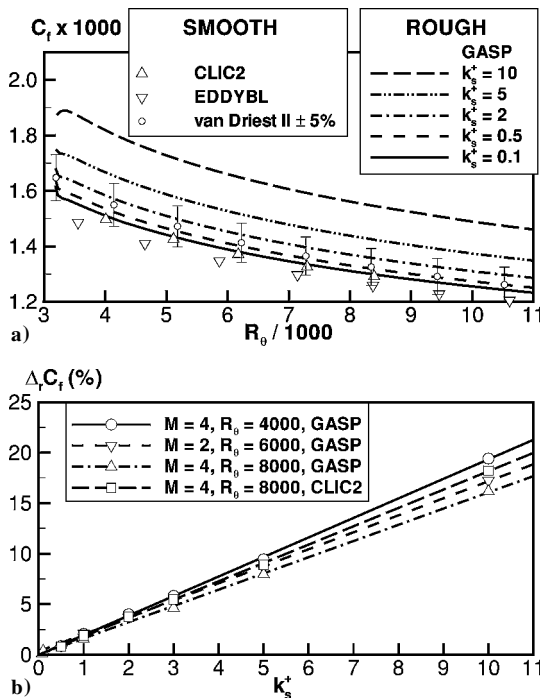 C_f x 1000
SMOOTH
CLIC2
EDDYBL
van Driest II ± 5%
ROUGH
GASP
k_s^+ = 10
k_s^+ = 5
k_s^+ = 2
k_s^+ = 0.5
k_s^+ = 0.1
2.0
1.8
1.6
1.4
1.2
3 4 5 6 7 8 9 10 11
a)
R_θ / 1000
Δ_rC_f (%)
M = 4, R_θ = 4000, GASP
M = 2, R_θ = 6000, GASP
M = 4, R_θ = 8000, GASP
M = 4, R_θ = 8000, CLIC2
25
20
15
10
5
0
0 1 2 3 4 5 6 7 8 9 10 11
b)
k_s^+